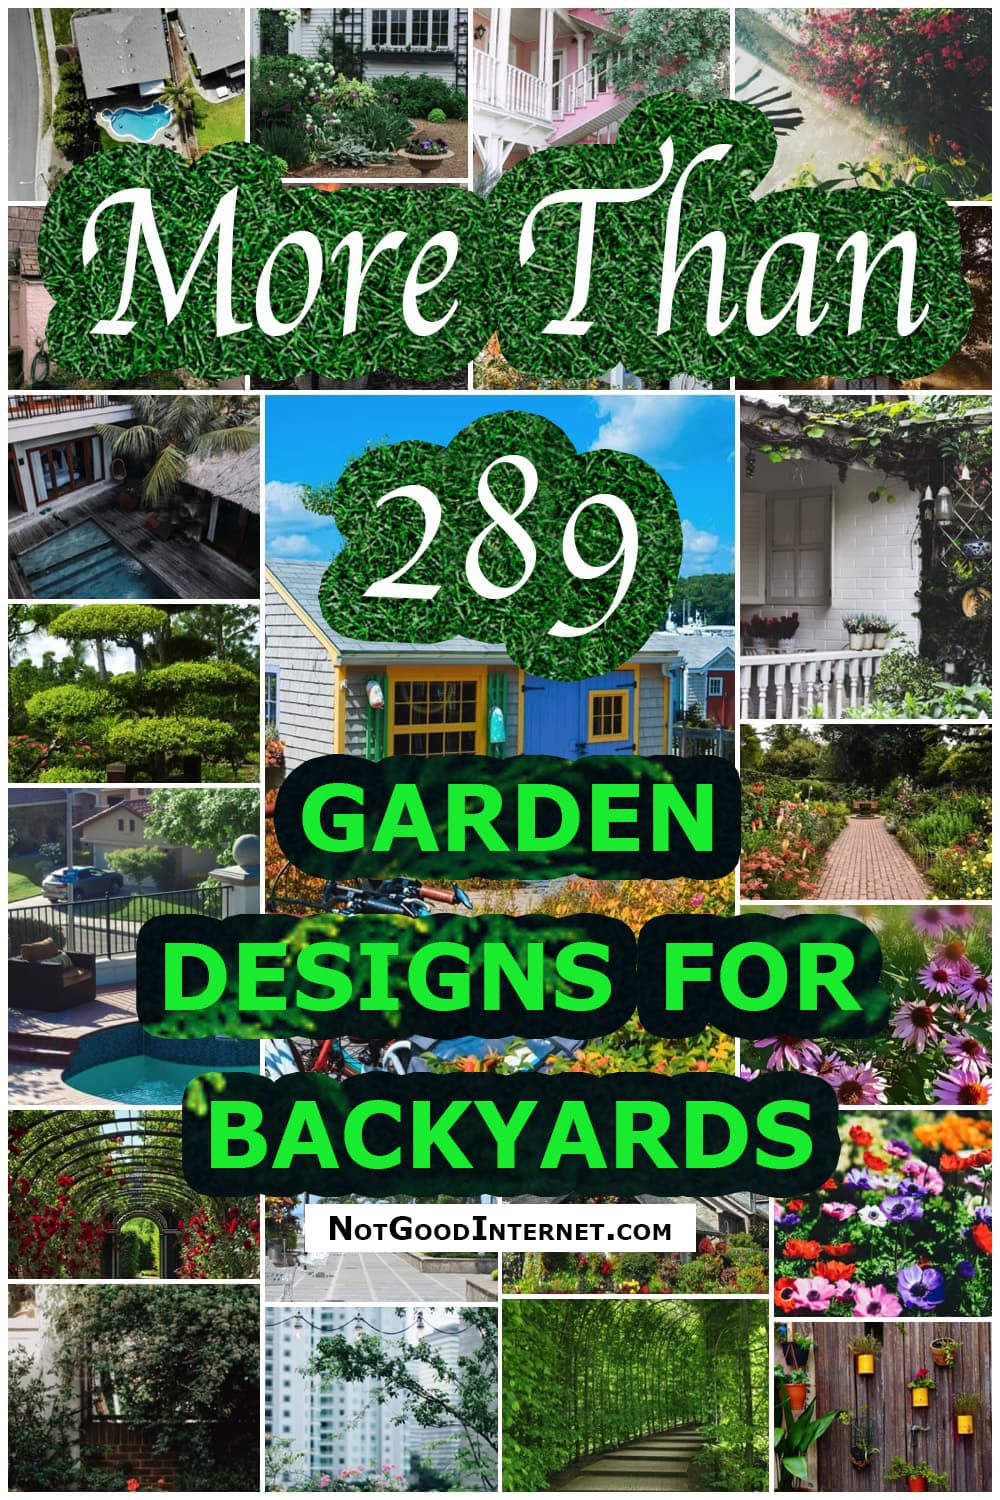 More Than
289
GARDEN
DESIGNS FOR
BACKYARDS
NOTGOODINTERNET.COM